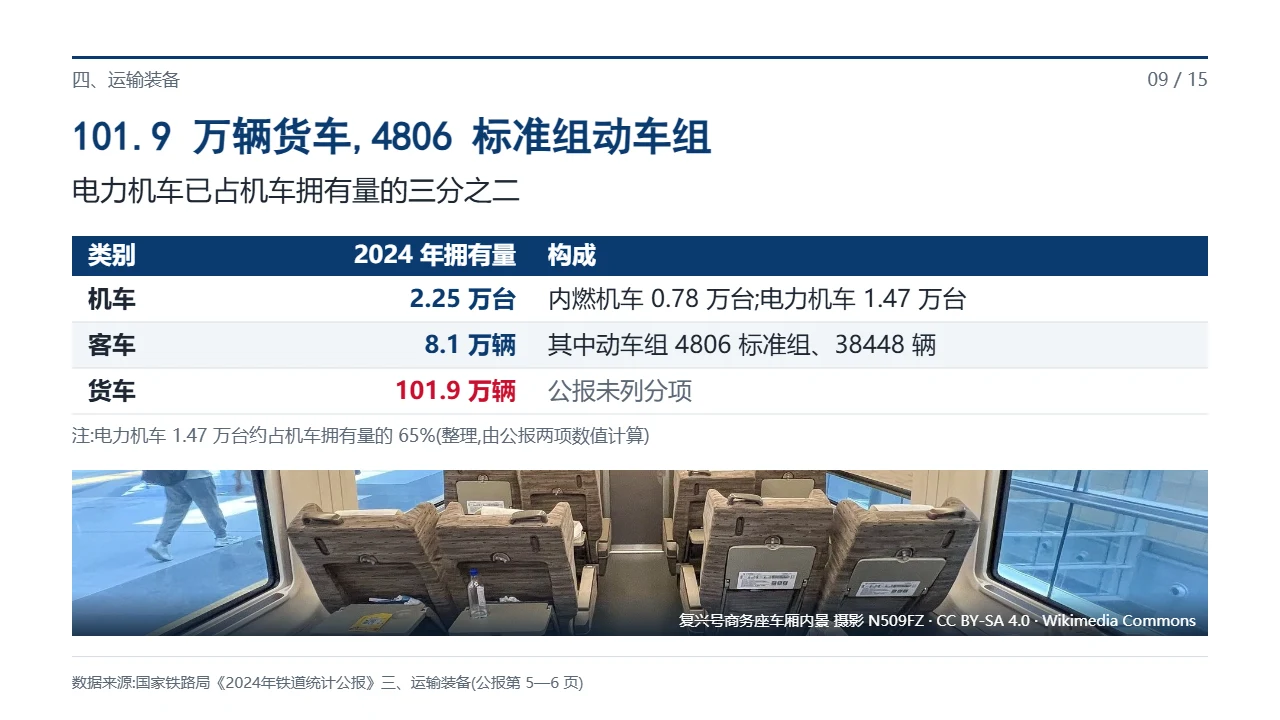 四、运输装备
09 / 15
101.9 万辆货车,4806 标准组动车组
电力机车已占机车拥有量的三分之二
类别 2024 年拥有量 构成
机车 2.25 万台 内燃机车 0.78 万台;电力机车 1.47 万台
客车 8.1 万辆 其中动车组 4806 标准组、38448 辆
货车 101.9 万辆 公报未列分项
注:电力机车 1.47 万台约占机车拥有量的 65%(整理,由公报两项数值计算)
复兴号商务座车厢内景 摄影 N509FZ · CC BY-SA 4.0 · Wikimedia Commons
数据来源:国家铁路局《2024年铁道统计公报》三、运输装备(公报第 5—6 页)